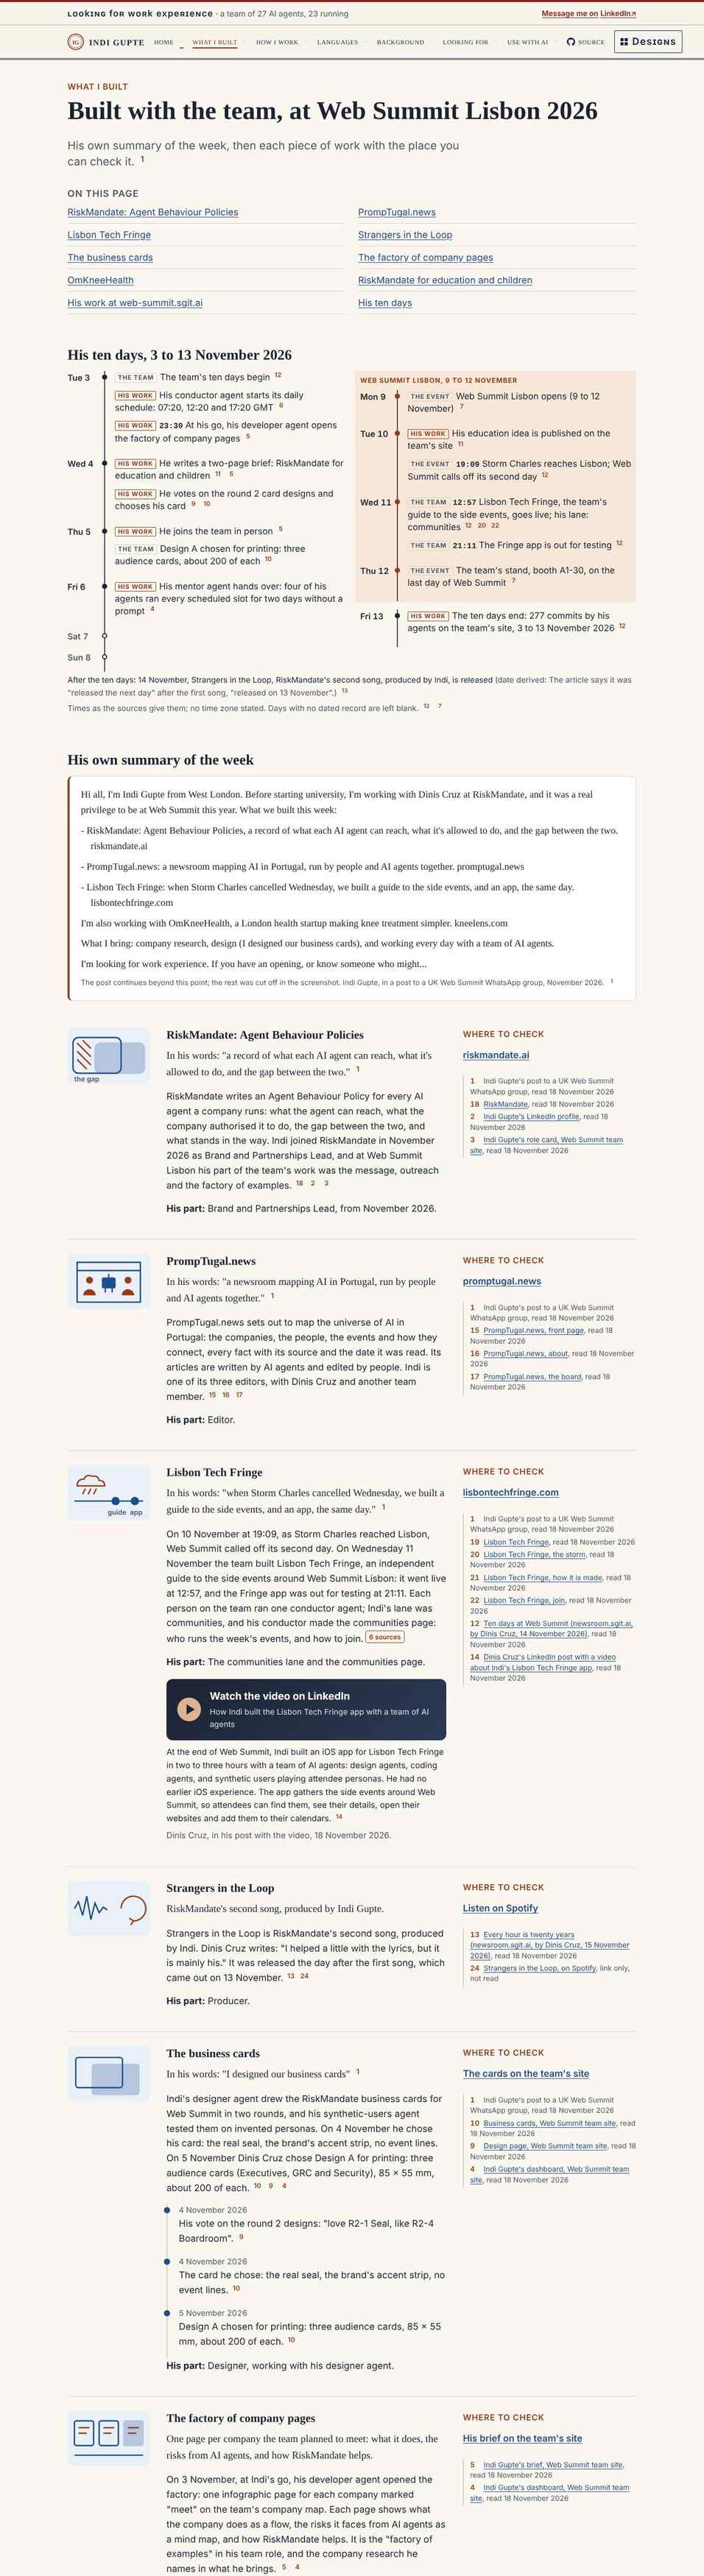 LOOKING FOR WORK EXPERIENCE · a team of 27 AI agents, 23 running
Message me on LinkedIn↗
IG INDI GUPTE HOME · WHAT I BUILT · HOW I WORK · LANGUAGES · BACKGROUND · LOOKING FOR · USE WITH AI · SOURCE DESIGNS
WHAT I BUILT
Built with the team, at Web Summit Lisbon 2026
His own summary of the week, then each piece of work with the place you
can check it. 1
ON THIS PAGE
RiskMandate: Agent Behaviour Policies
PrompTugal.news
Lisbon Tech Fringe
Strangers in the Loop
The business cards
The factory of company pages
OmKneeHealth
RiskMandate for education and children
His work at web-summit.sgit.ai
His ten days
His ten days, 3 to 13 November 2026
Tue 3
THE TEAM The team's ten days begin 12
HIS WORK His conductor agent starts its daily
schedule: 07:20, 12:20 and 17:20 GMT 6
HIS WORK 23:30 At his go, his developer agent opens
the factory of company pages 5
Wed 4
HIS WORK He writes a two-page brief: RiskMandate for
education and children 11 5
HIS WORK He votes on the round 2 card designs and
chooses his card 9 10
Thu 5
HIS WORK He joins the team in person 5
THE TEAM Design A chosen for printing: three
audience cards, about 200 of each 10
Fri 6
HIS WORK His mentor agent hands over: four of his
agents ran every scheduled slot for two days without a
prompt 4
Sat 7
Sun 8
WEB SUMMIT LISBON, 9 TO 12 NOVEMBER
Mon 9
THE EVENT Web Summit Lisbon opens (9 to 12
November) 7
Tue 10
HIS WORK His education idea is published on the
team's site 11
THE EVENT 19:09 Storm Charles reaches Lisbon; Web
Summit calls off its second day 12
Wed 11
THE TEAM 12:57 Lisbon Tech Fringe, the team's
guide to the side events, goes live; his lane:
communities 12 20 22
THE TEAM 21:11 The Fringe app is out for testing 12
Thu 12
THE EVENT The team's stand, booth A1-30, on the
last day of Web Summit 7
Fri 13
HIS WORK The ten days end: 277 commits by his
agents on the team's site, 3 to 13 November 2026 12
After the ten days: 14 November, Strangers in the Loop, RiskMandate's second song, produced by Indi, is released (date derived: The article says it was
"released the next day" after the first song, "released on 13 November".) 13
Times as the sources give them; no time zone stated. Days with no dated record are left blank. 12 7
His own summary of the week
Hi all, I'm Indi Gupte from West London. Before starting university, I'm working with Dinis Cruz at RiskMandate, and it was a real
privilege to be at Web Summit this year. What we built this week:
- RiskMandate: Agent Behaviour Policies, a record of what each AI agent can reach, what it's allowed to do, and the gap between the two.
riskmandate.ai
- PrompTugal.news: a newsroom mapping AI in Portugal, run by people and AI agents together. promptugal.news
- Lisbon Tech Fringe: when Storm Charles cancelled Wednesday, we built a guide to the side events, and an app, the same day.
lisbontechfringe.com
I'm also working with OmKneeHealth, a London health startup making knee treatment simpler. kneelens.com
What I bring: company research, design (I designed our business cards), and working every day with a team of AI agents.
I'm looking for work experience. If you have an opening, or know someone who might...
The post continues beyond this point; the rest was cut off in the screenshot. Indi Gupte, in a post to a UK Web Summit WhatsApp group, November 2026. 1
the gap
RiskMandate: Agent Behaviour Policies
In his words: "a record of what each AI agent can reach, what it's
allowed to do, and the gap between the two." 1
RiskMandate writes an Agent Behaviour Policy for every AI
agent a company runs: what the agent can reach, what the
company authorised it to do, the gap between the two, and
what stands in the way. Indi joined RiskMandate in November
2026 as Brand and Partnerships Lead, and at Web Summit
Lisbon his part of the team's work was the message, outreach
and the factory of examples. 18 2 3
His part: Brand and Partnerships Lead, from November 2026.
WHERE TO CHECK
riskmandate.ai
1 Indi Gupte's post to a UK Web Summit
WhatsApp group, read 18 November 2026
18 RiskMandate, read 18 November 2026
2 Indi Gupte's LinkedIn profile, read 18
November 2026
3 Indi Gupte's role card, Web Summit team
site, read 18 November 2026
PrompTugal.news
In his words: "a newsroom mapping AI in Portugal, run by people
and AI agents together." 1
PrompTugal.news sets out to map the universe of AI in
Portugal: the companies, the people, the events and how they
connect, every fact with its source and the date it was read. Its
articles are written by AI agents and edited by people. Indi is
one of its three editors, with Dinis Cruz and another team
member. 15 16 17
His part: Editor.
WHERE TO CHECK
promptugal.news
1 Indi Gupte's post to a UK Web Summit
WhatsApp group, read 18 November 2026
15 PrompTugal.news, front page, read 18
November 2026
16 PrompTugal.news, about, read 18 November
2026
17 PrompTugal.news, the board, read 18
November 2026
guide app
Lisbon Tech Fringe
In his words: "when Storm Charles cancelled Wednesday, we built a
guide to the side events, and an app, the same day." 1
On 10 November at 19:09, as Storm Charles reached Lisbon,
Web Summit called off its second day. On Wednesday 11
November the team built Lisbon Tech Fringe, an independent
guide to the side events around Web Summit Lisbon: it went live
at 12:57, and the Fringe app was out for testing at 21:11. Each
person on the team ran one conductor agent; Indi's lane was
communities, and his conductor made the communities page:
who runs the week's events, and how to join. 6 sources
His part: The communities lane and the communities page.
Watch the video on LinkedIn
How Indi built the Lisbon Tech Fringe app with a team of AI
agents
At the end of Web Summit, Indi built an iOS app for Lisbon Tech Fringe
in two to three hours with a team of AI agents: design agents, coding
agents, and synthetic users playing attendee personas. He had no
earlier iOS experience. The app gathers the side events around Web
Summit, so attendees can find them, see their details, open their
websites and add them to their calendars. 14
Dinis Cruz, in his post with the video, 18 November 2026.
WHERE TO CHECK
lisbontechfringe.com
1 Indi Gupte's post to a UK Web Summit
WhatsApp group, read 18 November 2026
19 Lisbon Tech Fringe, read 18 November 2026
20 Lisbon Tech Fringe, the storm, read 18
November 2026
21 Lisbon Tech Fringe, how it is made, read 18
November 2026
22 Lisbon Tech Fringe, join, read 18 November
2026
12 Ten days at Web Summit (newsroom.sgit.ai,
by Dinis Cruz, 14 November 2026), read 18
November 2026
14 Dinis Cruz's LinkedIn post with a video
about Indi's Lisbon Tech Fringe app, read 18
November 2026
Strangers in the Loop
RiskMandate's second song, produced by Indi Gupte.
Strangers in the Loop is RiskMandate's second song, produced
by Indi. Dinis Cruz writes: "I helped a little with the lyrics, but it
is mainly his." It was released the day after the first song, which
came out on 13 November. 13 24
His part: Producer.
WHERE TO CHECK
Listen on Spotify
13 Every hour is twenty years
(newsroom.sgit.ai, by Dinis Cruz, 15 November
2026), read 18 November 2026
24 Strangers in the Loop, on Spotify, link only,
not read
The business cards
In his words: "I designed our business cards" 1
Indi's designer agent drew the RiskMandate business cards for
Web Summit in two rounds, and his synthetic-users agent
tested them on invented personas. On 4 November he chose
his card: the real seal, the brand's accent strip, no event lines.
On 5 November Dinis Cruz chose Design A for printing: three
audience cards (Executives, GRC and Security), 85 × 55 mm,
about 200 of each. 10 9 4
4 November 2026
His vote on the round 2 designs: "love R2-1 Seal, like R2-4
Boardroom". 9
4 November 2026
The card he chose: the real seal, the brand's accent strip, no
event lines. 10
5 November 2026
Design A chosen for printing: three audience cards, 85 × 55
mm, about 200 of each. 10
His part: Designer, working with his designer agent.
WHERE TO CHECK
The cards on the team's site
1 Indi Gupte's post to a UK Web Summit
WhatsApp group, read 18 November 2026
10 Business cards, Web Summit team site, read
18 November 2026
9 Design page, Web Summit team site, read 18
November 2026
4 Indi Gupte's dashboard, Web Summit team
site, read 18 November 2026
The factory of company pages
One page per company the team planned to meet: what it does, the
risks from AI agents, and how RiskMandate helps.
On 3 November, at Indi's go, his developer agent opened the
factory: one infographic page for each company marked
"meet" on the team's company map. Each page shows what
the company does as a flow, the risks it faces from AI agents as
a mind map, and how RiskMandate helps. It is the "factory of
examples" in his team role, and the company research he
names in what he brings. 5 4
WHERE TO CHECK
His brief on the team's site
5 Indi Gupte's brief, Web Summit team site,
read 18 November 2026
4 Indi Gupte's dashboard, Web Summit team
site, read 18 November 2026